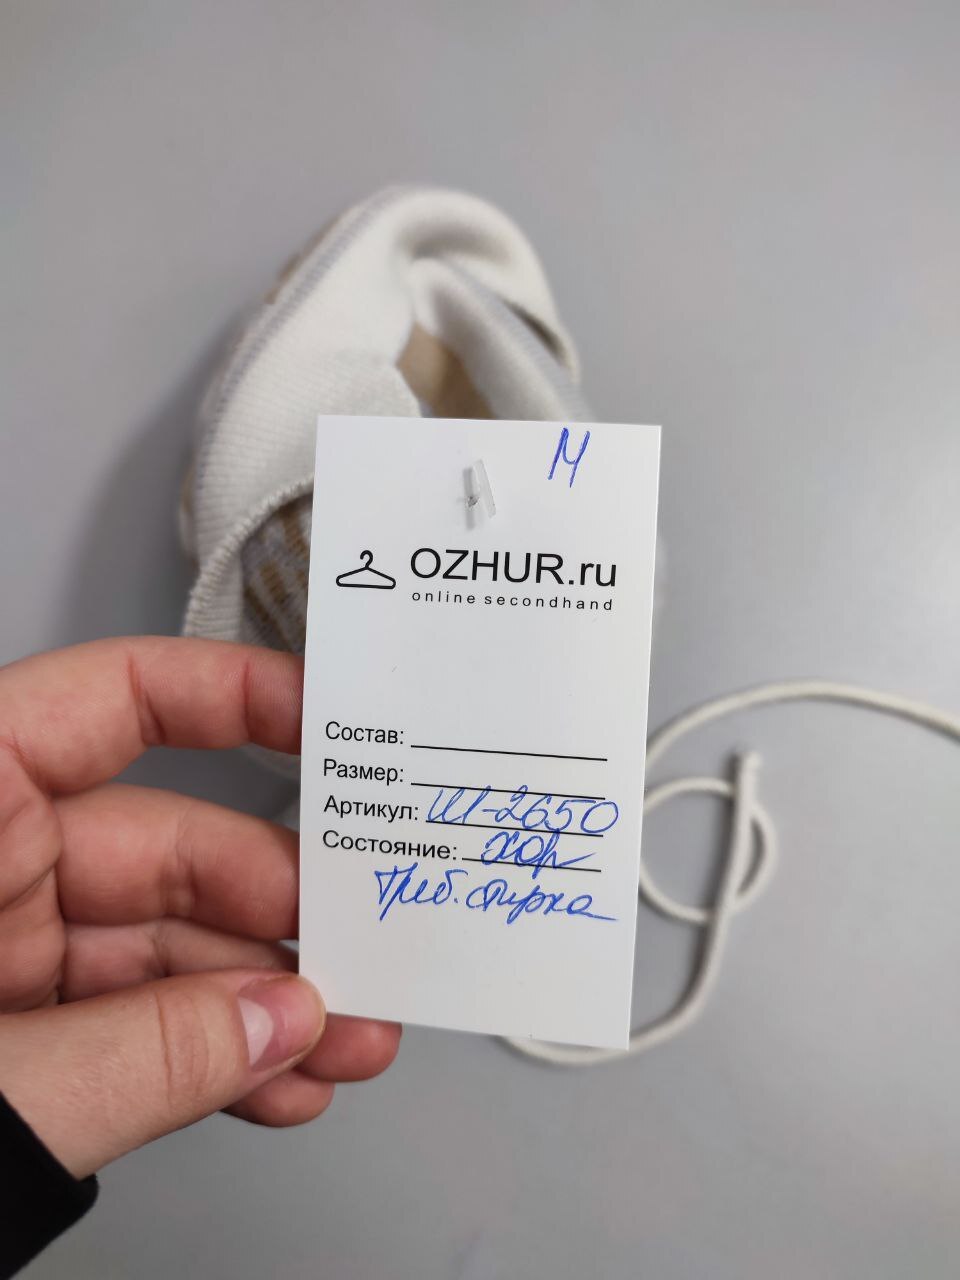 М
OZHUR.ru
online secondhand
Состав:
Размер:
Артикул: Ш-2650
Состояние: хор
Треб. стирка